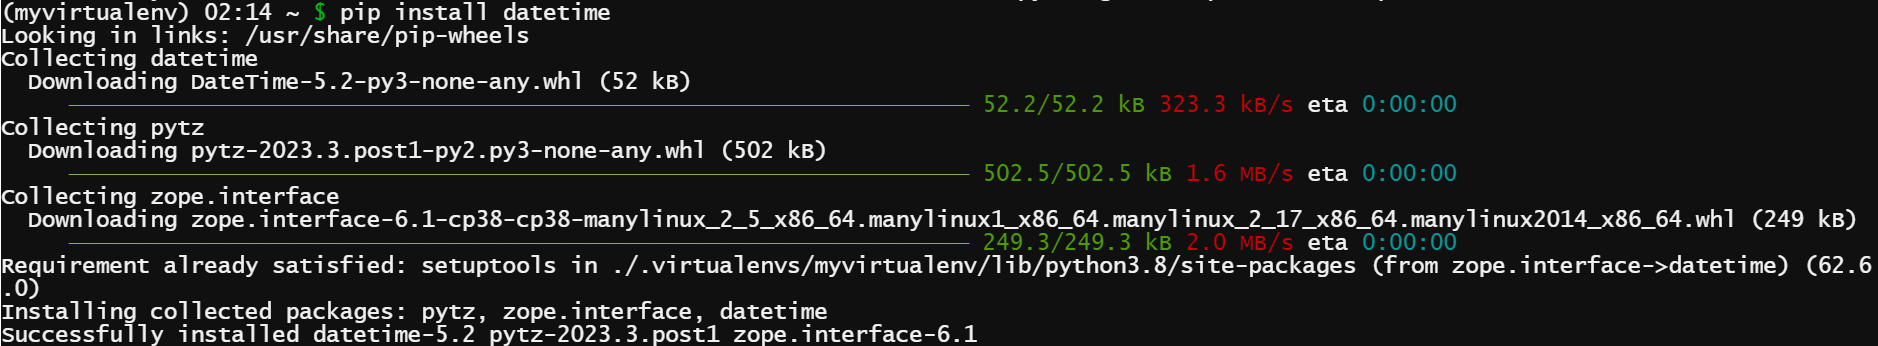 (myvirtualenv) 02:14 ~ $ pip install datetime
Looking in links: /usr/share/pip-wheels
Collecting datetime
  Downloading DateTime-5.2-py3-none-any.whl (52 kB)
52.2/52.2 kB 323.3 kB/s eta 0:00:00
Collecting pytz
  Downloading pytz-2023.3.post1-py2.py3-none-any.whl (502 kB)
502.5/502.5 kB 1.6 MB/s eta 0:00:00
Collecting zope.interface
  Downloading zope.interface-6.1-cp38-cp38-manylinux_2_5_x86_64.manylinux1_x86_64.manylinux_2_17_x86_64.manylinux2014_x86_64.whl (249 kB)
249.3/249.3 kB 2.0 MB/s eta 0:00:00
Requirement already satisfied: setuptools in ./.virtualenvs/myvirtualenv/lib/python3.8/site-packages (from zope.interface->datetime) (62.6
.0)
Installing collected packages: pytz, zope.interface, datetime
Successfully installed datetime-5.2 pytz-2023.3.post1 zope.interface-6.1